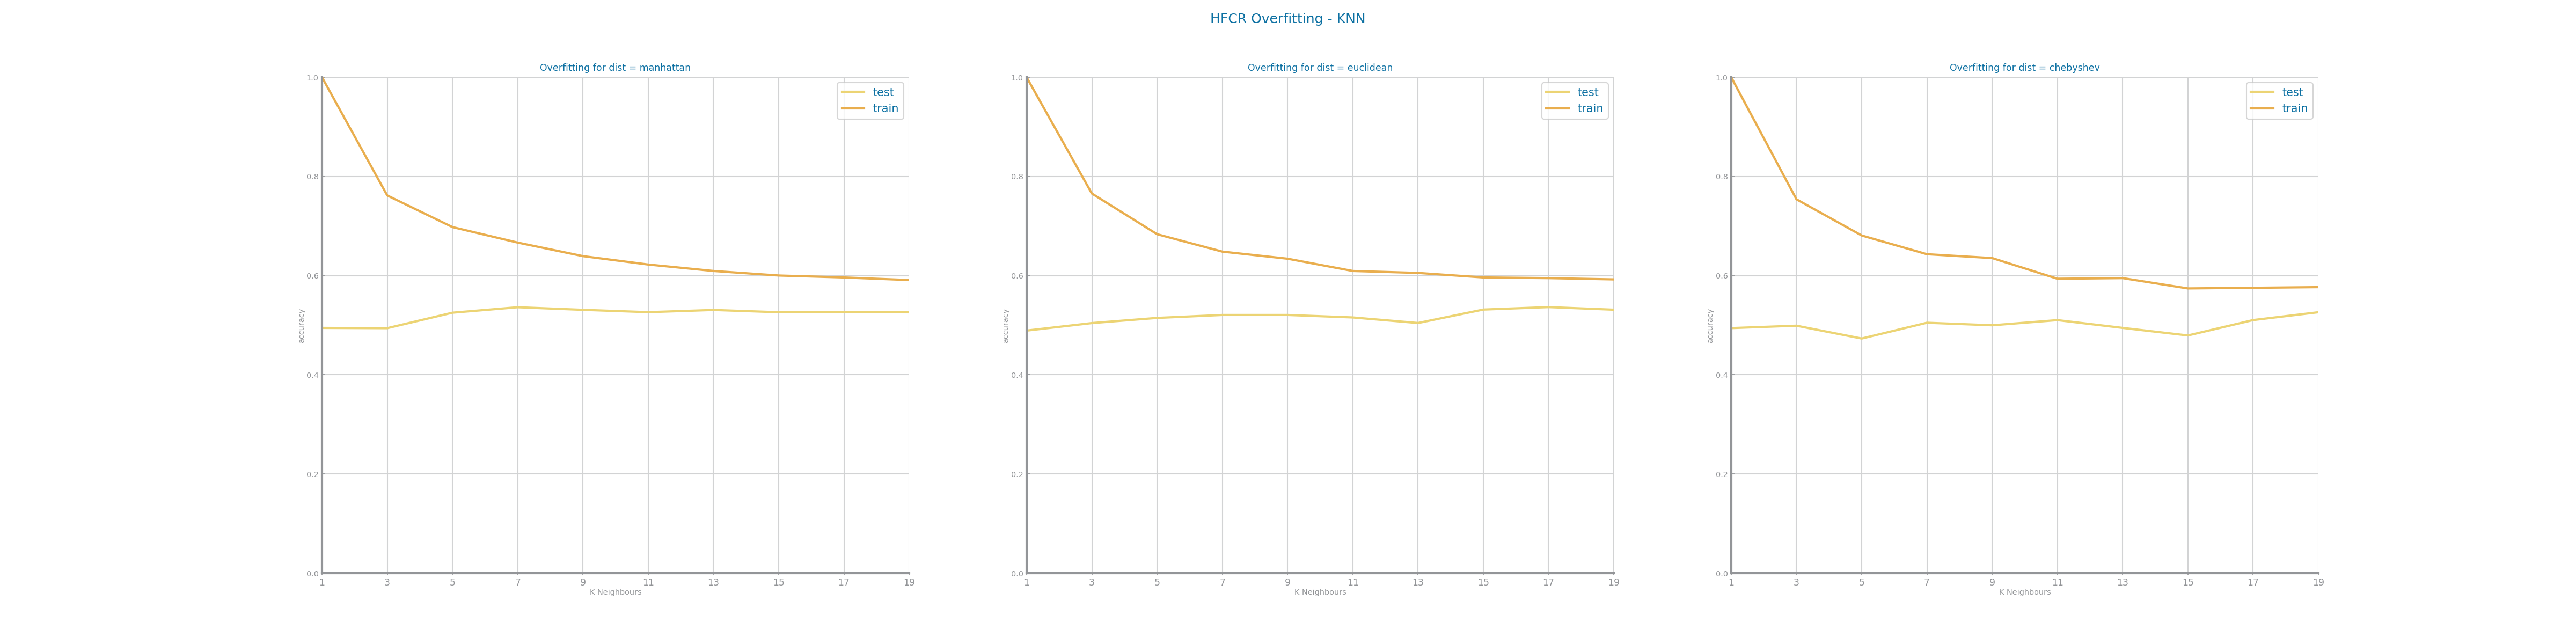 HFCR Overfitting - KNN
Overfitting for dist = manhattan
1.0
0.8
0.6
0.4
0.2
0.0
accuracy
test
train
1 3 5 7 9 11 13 15 17 19
K Neighbours
Overfitting for dist = euclidean
1.0
0.8
0.6
0.4
0.2
0.0
accuracy
test
train
1 3 5 7 9 11 13 15 17 19
K Neighbours
Overfitting for dist = chebyshev
1.0
0.8
0.6
0.4
0.2
0.0
accuracy
test
train
1 3 5 7 9 11 13 15 17 19
K Neighbours